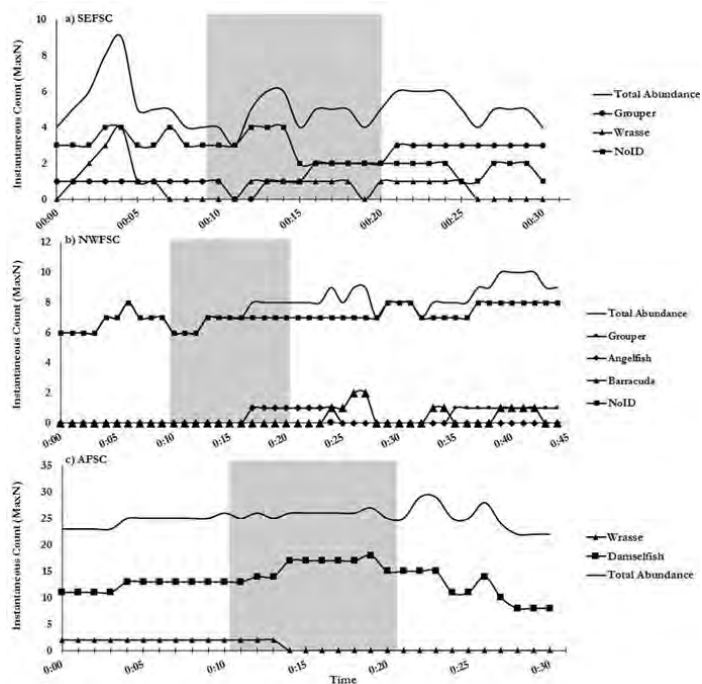 a) SEFSC
Instantaneous Count (MaxN)
10
8
6
4
2
0
00:00
00:05
00:10
00:15
00:20
00:25
00:30
Total Abundance
Grouper
Wrasse
NoID
b) NWFSC
Instantaneous Count (MaxN)
12
10
8
6
4
2
0
0:00
0:05
0:10
0:15
0:20
0:25
0:30
0:35
0:40
0:45
Total Abundance
Grouper
Angelfish
Barracuda
NoID
c) AFSC
Instantaneous Count (MaxN)
35
30
25
20
15
10
5
0
0:00
0:05
0:10
0:15
0:20
0:25
0:30
Time
Wrasse
Damselfish
Total Abundance